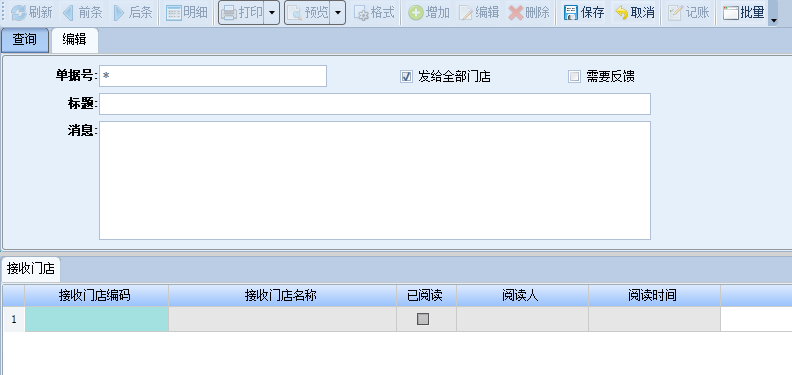 刷新 前条 后条 明细 打印 预览 格式 增加 编辑 删除 保存 取消 记账 批量
查询 编辑
单据号: * 发给全部门店 需要反馈
标题:
消息:
接收门店
接收门店编码 接收门店名称 已阅读 阅读人 阅读时间
1